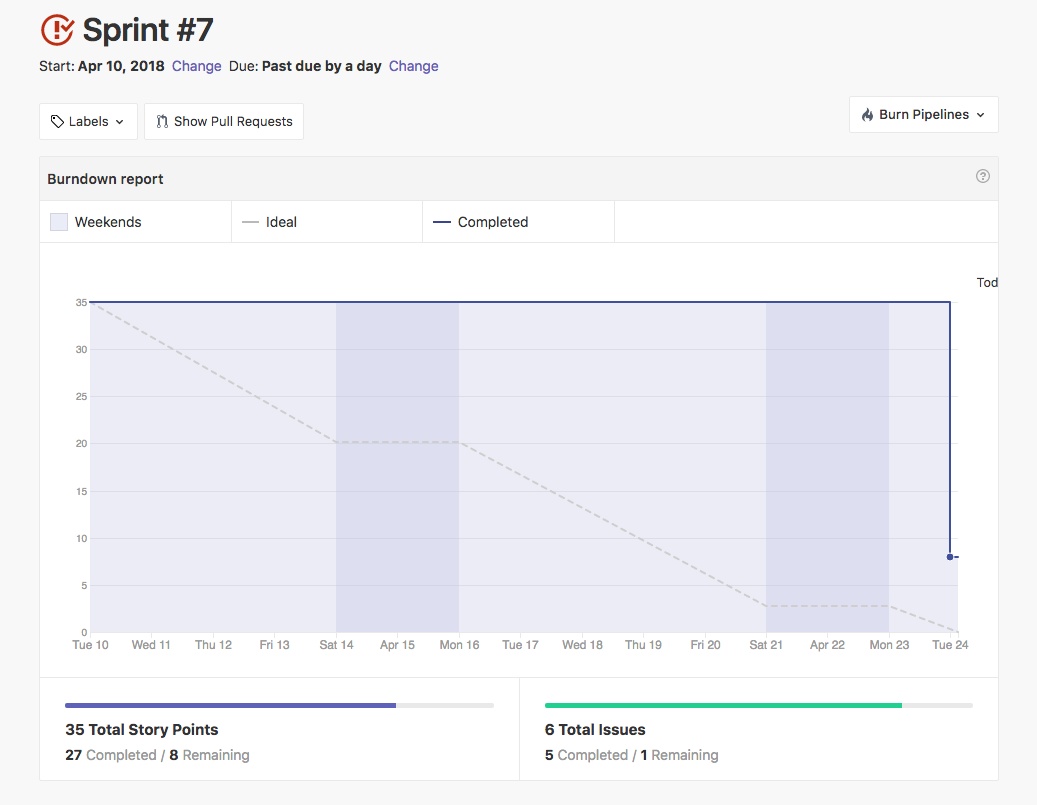 Sprint #7
Start: Apr 10, 2018 Change Due: Past due by a day Change
Labels Show Pull Requests Burn Pipelines
Burndown report ?
Weekends Ideal Completed
Tod
35
30
25
20
15
10
5
0
Tue 10 Wed 11 Thu 12 Fri 13 Sat 14 Apr 15 Mon 16 Tue 17 Wed 18 Thu 19 Fri 20 Sat 21 Apr 22 Mon 23 Tue 24
35 Total Story Points
27 Completed / 8 Remaining
6 Total Issues
5 Completed / 1 Remaining